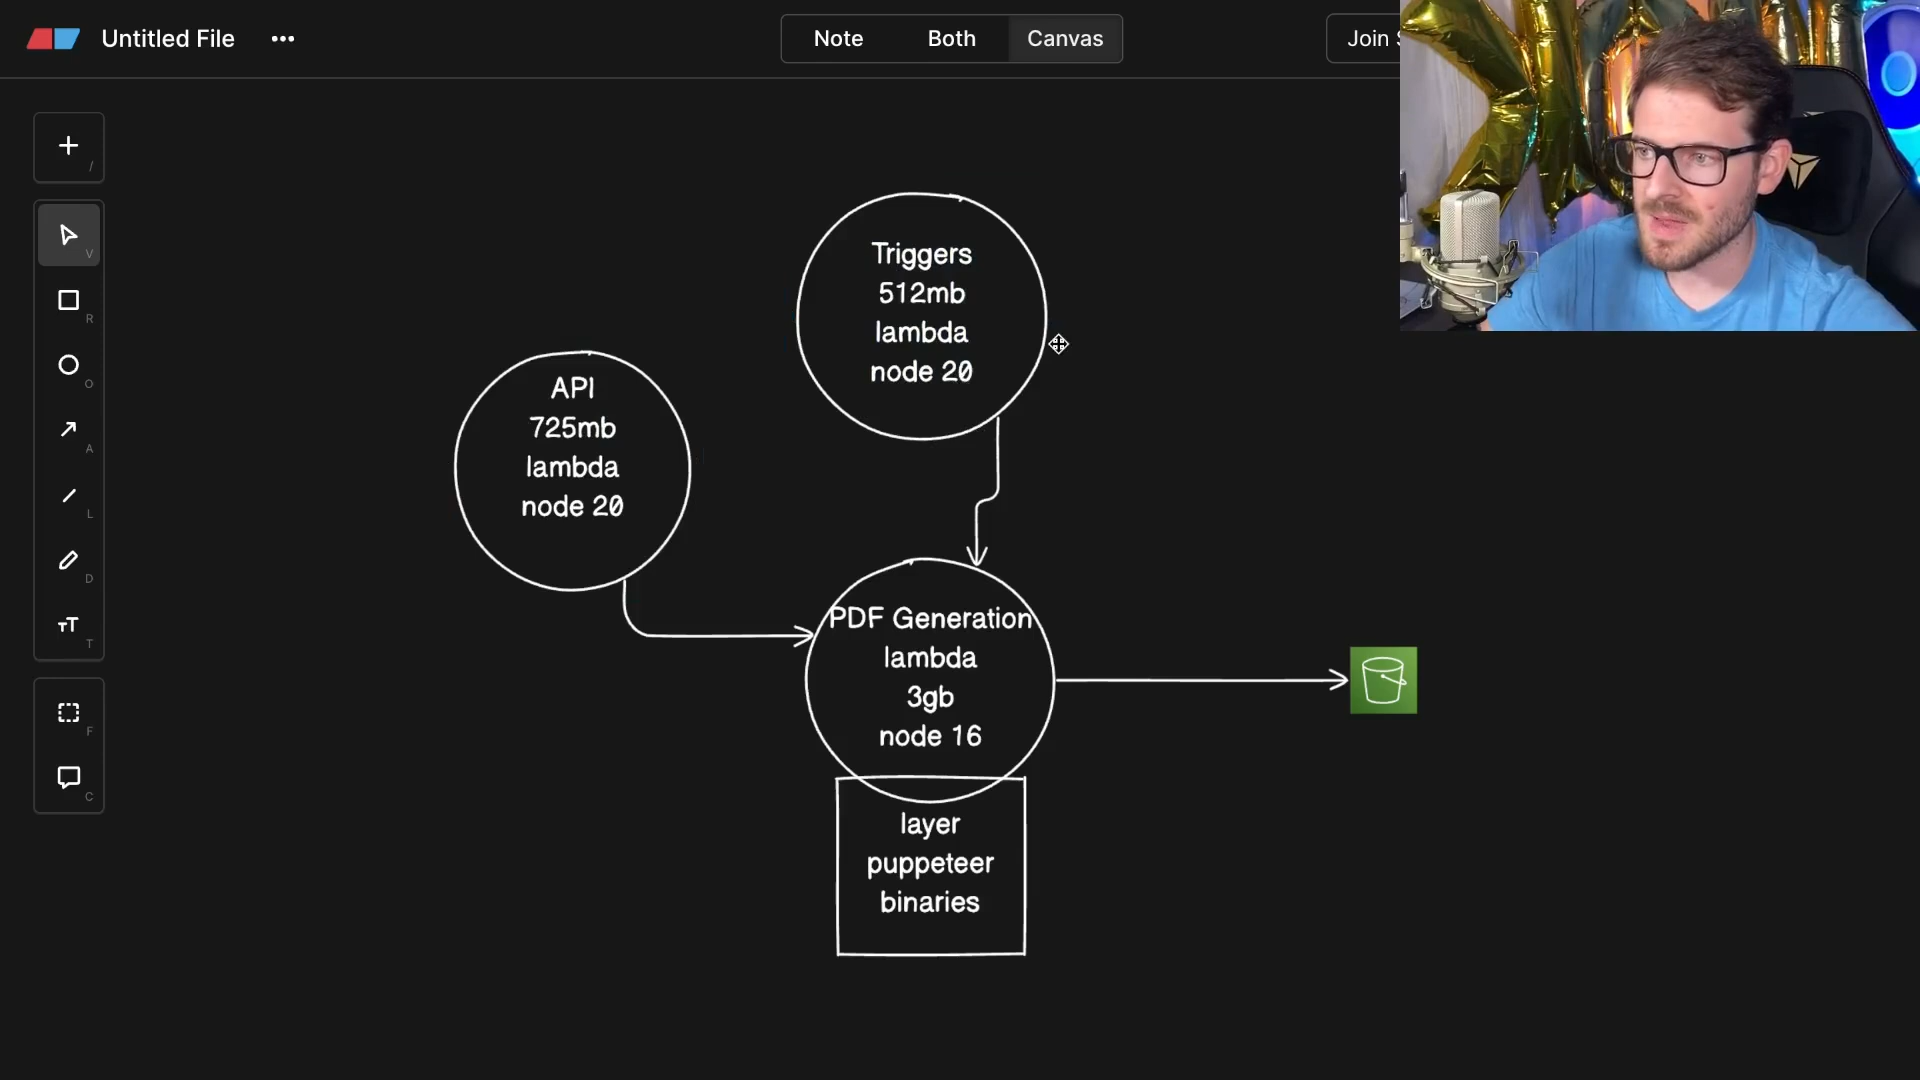 Untitled File
Note
Both
Canvas
Join S
/
V
R
O
A
L
D
T
F
C
Triggers
512mb
lambda
node 20
API
725mb
lambda
node 20
PDF Generation
lambda
3gb
node 16
layer
puppeteer
binaries